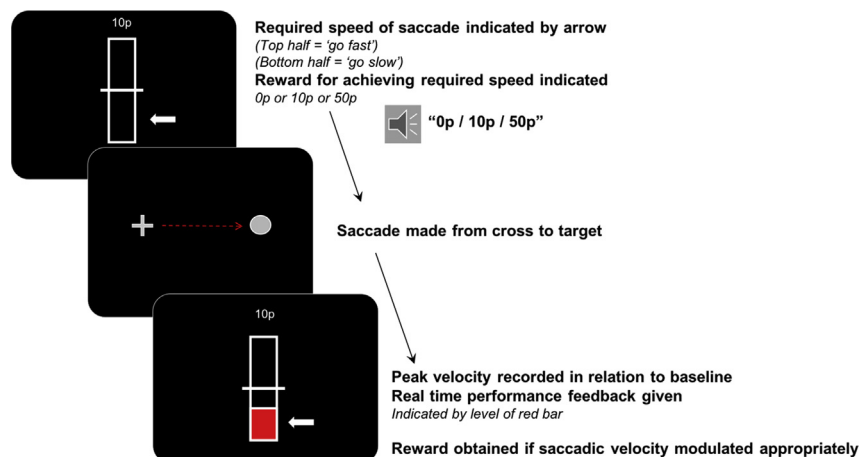 10p
Required speed of saccade indicated by arrow
(Top half = ‘go fast’)
(Bottom half = ‘go slow’)
Reward for achieving required speed indicated
0p or 10p or 50p
“0p / 10p / 50p”
Saccade made from cross to target
10p
Peak velocity recorded in relation to baseline
Real time performance feedback given
Indicated by level of red bar
Reward obtained if saccadic velocity modulated appropriately